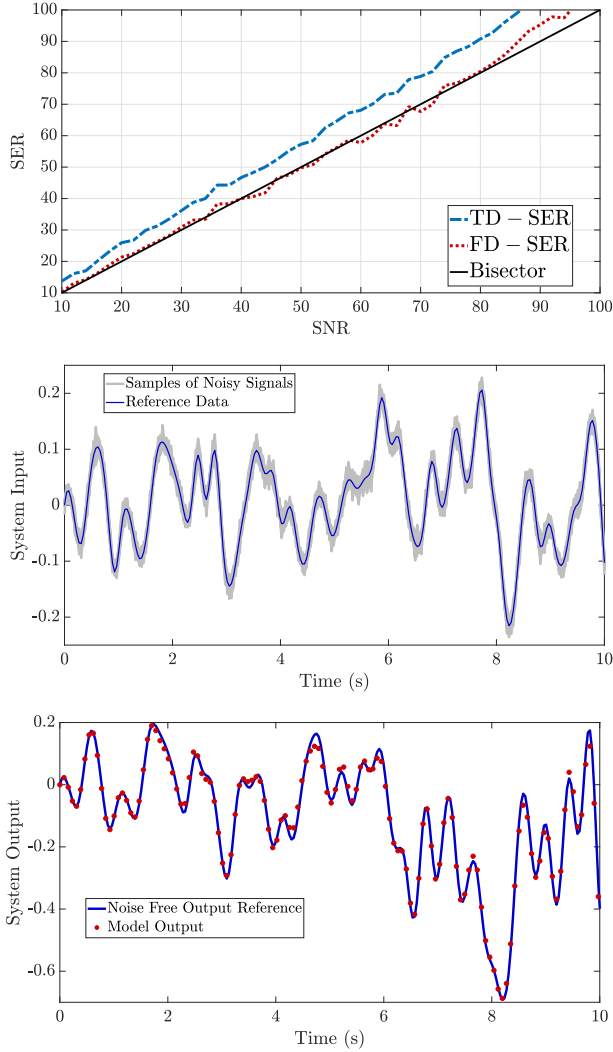 100
90
80
70
60
50
40
30
20
10
SER
TD − SER
FD − SER
Bisector
10 20 30 40 50 60 70 80 90 100
SNR
0.2
0.1
0
-0.1
-0.2
System Input
Samples of Noisy Signals
Reference Data
0 2 4 6 8 10
Time (s)
0.2
0
-0.2
-0.4
-0.6
System Output
Noise Free Output Reference
Model Output
0 2 4 6 8 10
Time (s)